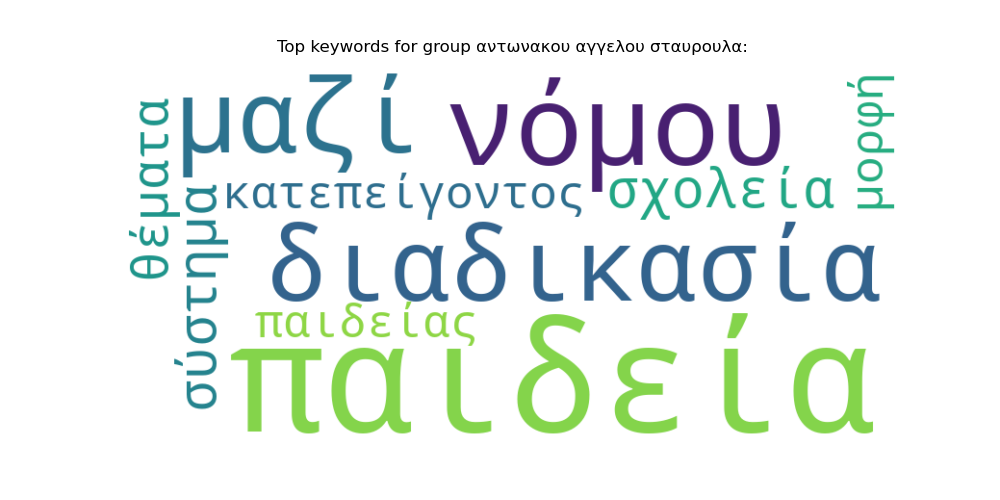 Top keywords for group αντωνακου αγγελου σταυρουλα:
μαζί
νόμου
μορφή
θέματα
κατεπείγοντος
σχολεία
σύστημα
διαδικασία
παιδείας
παιδεία